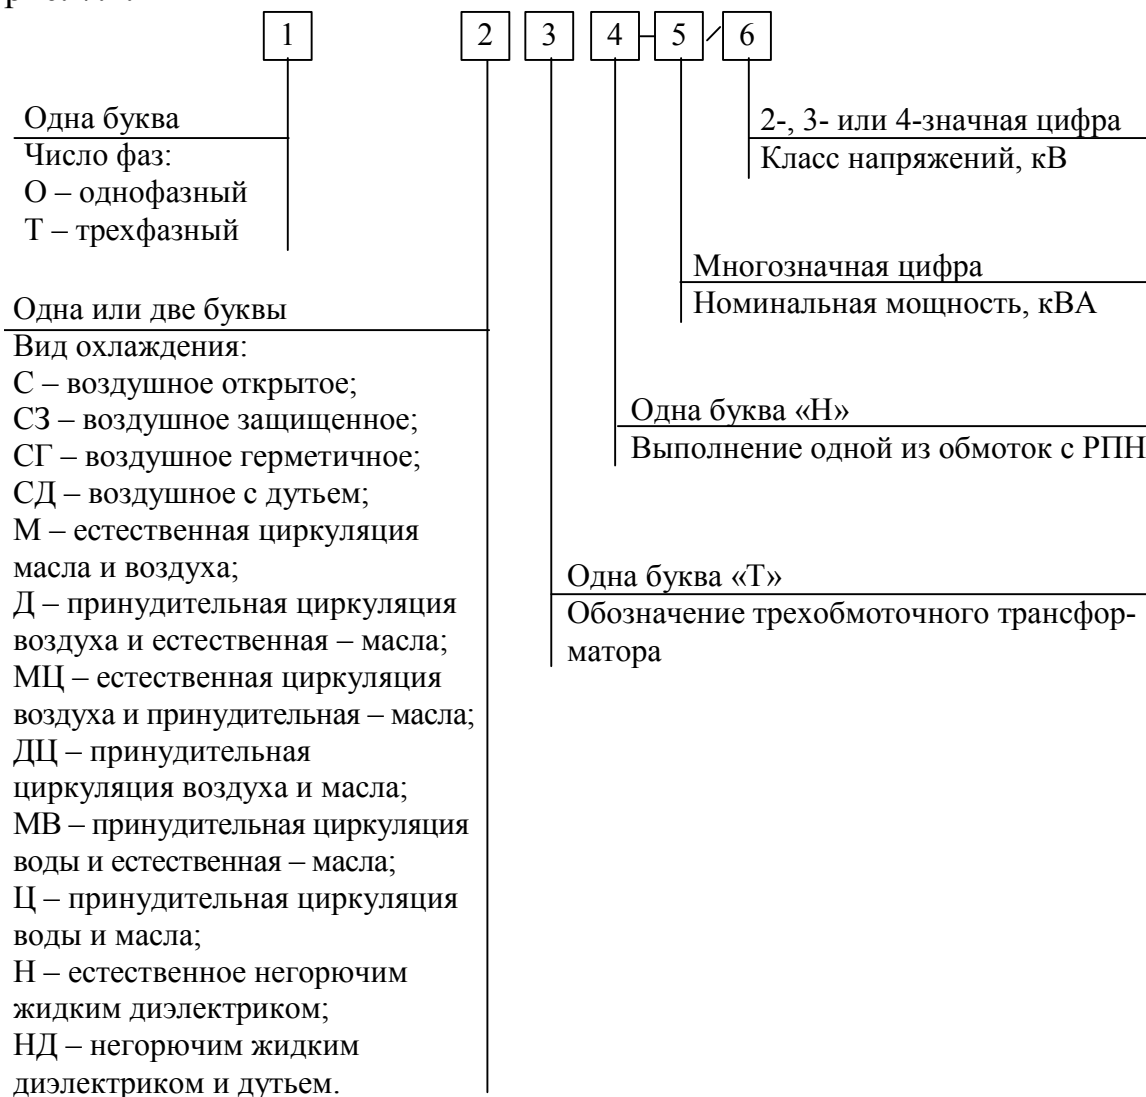 1 2 3 4 – 5 / 6
Одна буква
Число фаз:
О – однофазный
Т – трехфазный
2-, 3- или 4-значная цифра
Класс напряжений, кВ
Многозначная цифра
Номинальная мощность, кВА
Одна или две буквы
Вид охлаждения:
С – воздушное открытое;
СЗ – воздушное защищенное;
СГ – воздушное герметичное;
СД – воздушное с дутьем;
М – естественная циркуляция
масла и воздуха;
Д – принудительная циркуляция
воздуха и естественная – масла;
МЦ – естественная циркуляция
воздуха и принудительная – масла;
ДЦ – принудительная
циркуляция воздуха и масла;
МВ – принудительная циркуляция
воды и естественная – масла;
Ц – принудительная циркуляция
воды и масла;
Н – естественное негорючим
жидким диэлектриком;
НД – негорючим жидким
диэлектриком и дутьем.
Одна буква «Н»
Выполнение одной из обмоток с РПН
Одна буква «Т»
Обозначение трехобмоточного трансфор-
матора